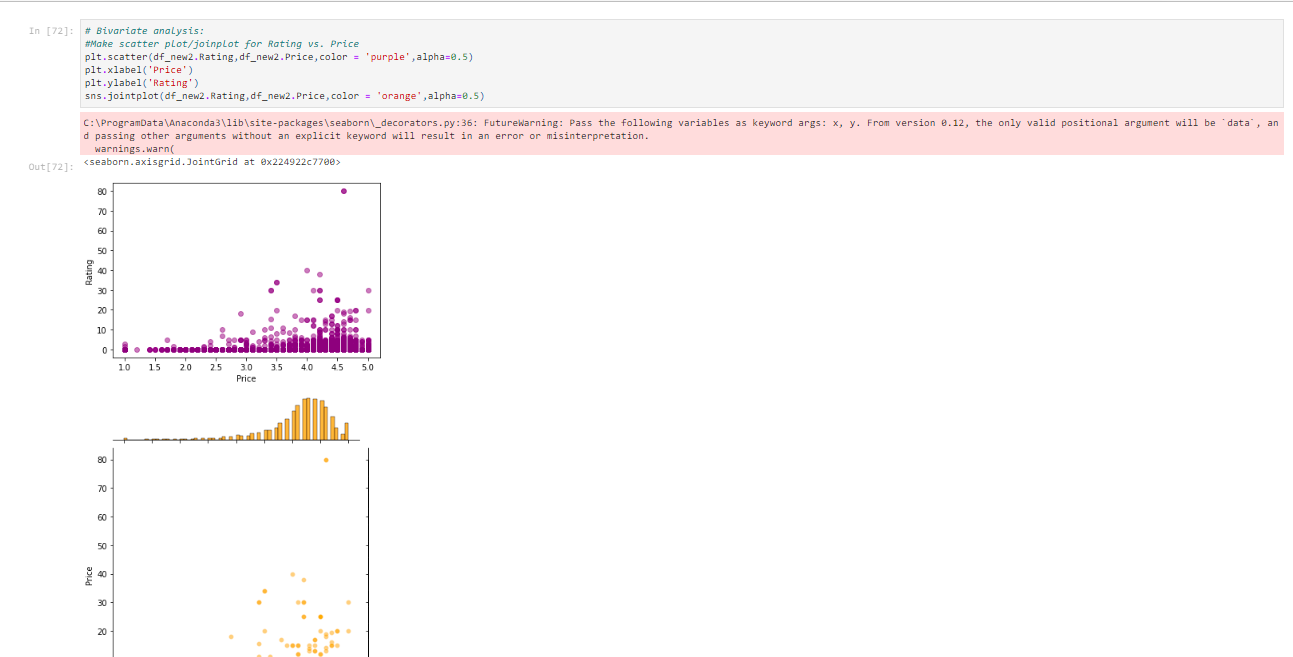 In [72]:
# Bivariate analysis:
#Make scatter plot/joinplot for Rating vs. Price
plt.scatter(df_new2.Rating,df_new2.Price,color = 'purple',alpha=0.5)
plt.xlabel('Price')
plt.ylabel('Rating')
sns.jointplot(df_new2.Rating,df_new2.Price,color = 'orange',alpha=0.5)
C:\ProgramData\Anaconda3\lib\site-packages\seaborn\_decorators.py:36: FutureWarning: Pass the following variables as keyword args: x, y. From version 0.12, the only valid positional argument will be `data`, an
d passing other arguments without an explicit keyword will result in an error or misinterpretation.
warnings.warn(
Out[72]:
<seaborn.axisgrid.JointGrid at 0x224922c7700>
80
70
60
50
40
30
20
10
0
Rating
1.0 1.5 2.0 2.5 3.0 3.5 4.0 4.5 5.0
Price
80
70
60
50
40
30
20
Price